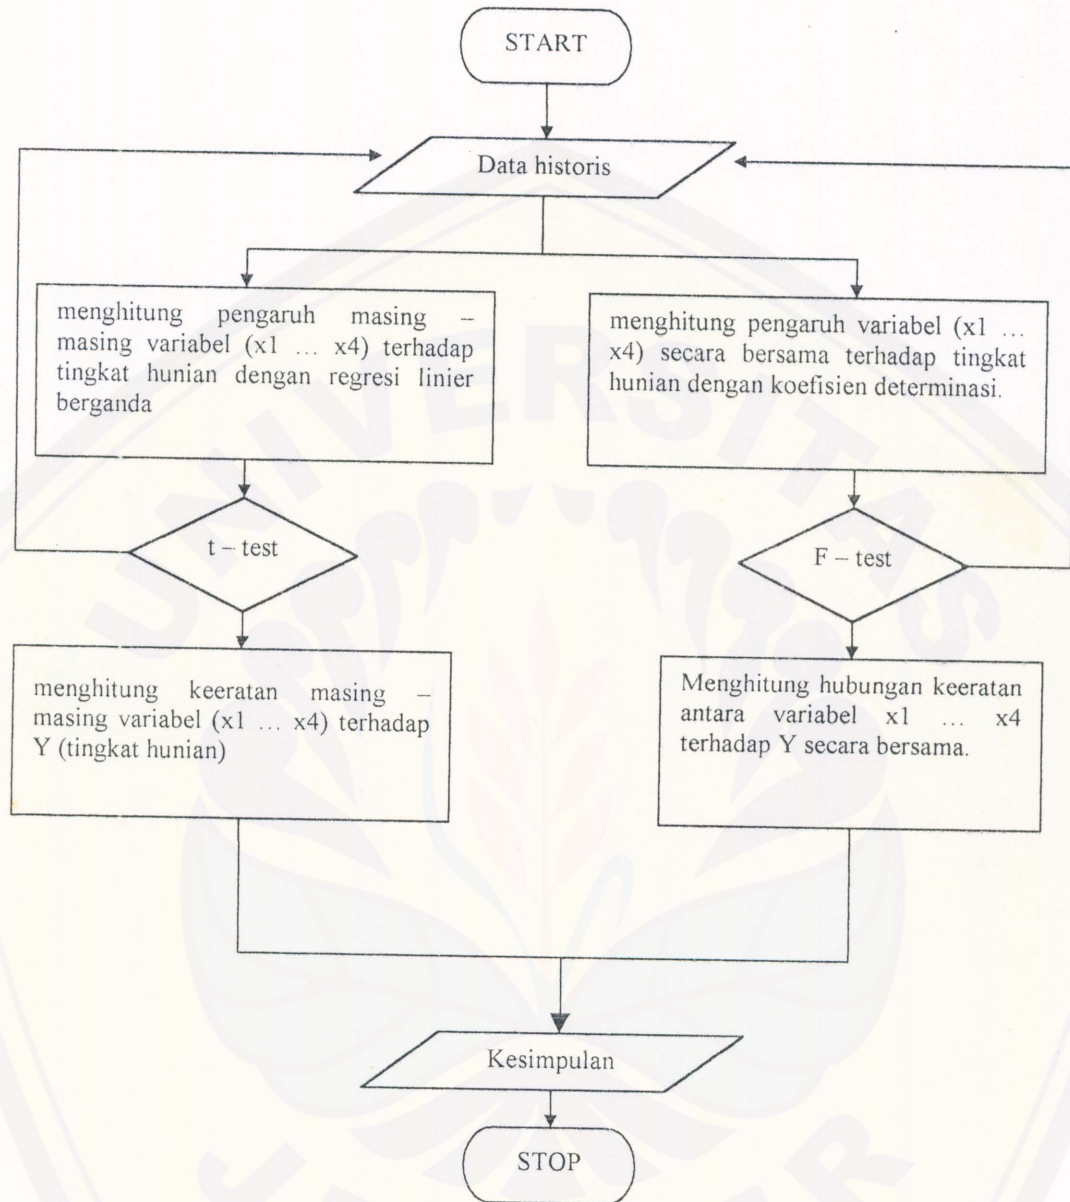 START
Data historis
menghitung pengaruh masing –
masing variabel (x1 ... x4) terhadap
tingkat hunian dengan regresi linier
berganda
menghitung pengaruh variabel (x1 ...
x4) secara bersama terhadap tingkat
hunian dengan koefisien determinasi.
t – test
F – test
menghitung keeratan masing –
masing variabel (x1 ... x4) terhadap
Y (tingkat hunian)
Menghitung hubungan keeratan
antara variabel x1 ... x4
terhadap Y secara bersama.
Kesimpulan
STOP
UNIVERSITAS